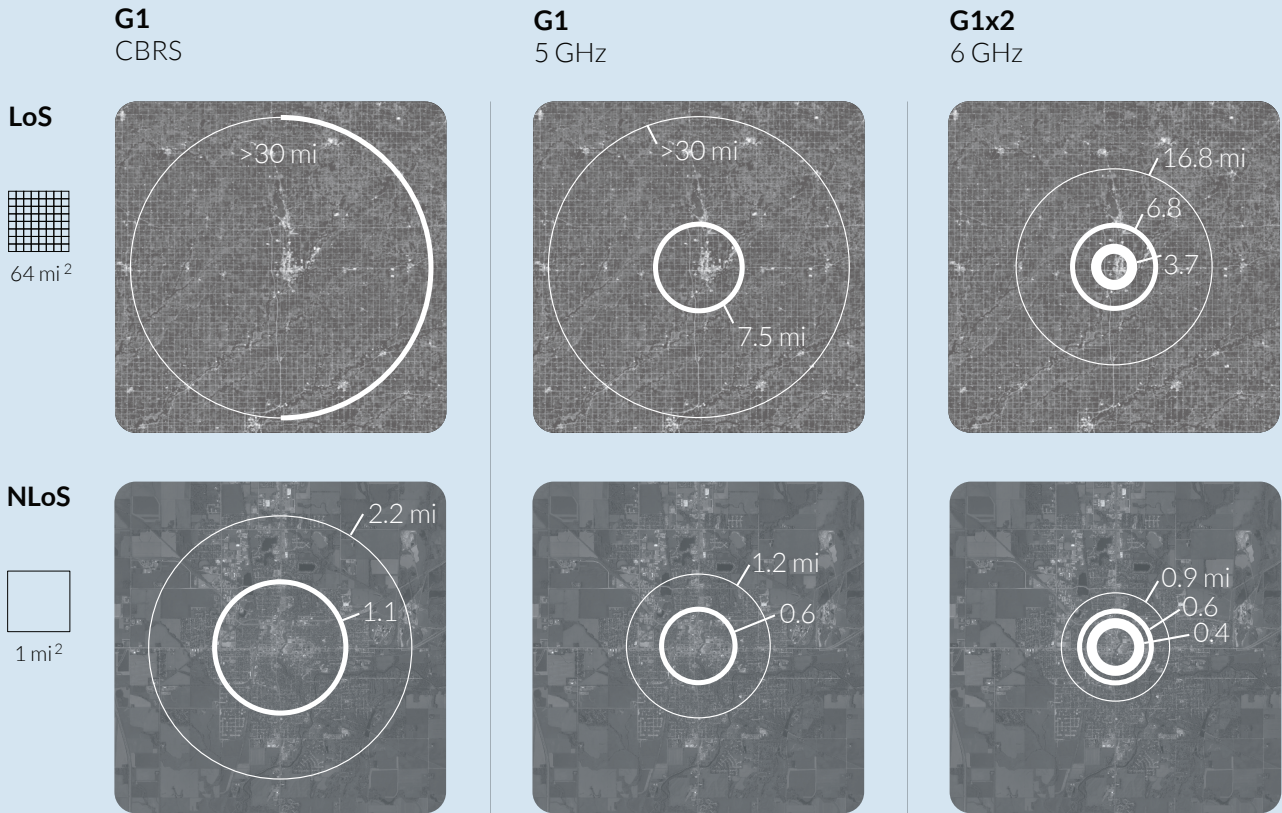 G1
CBRS
G1
5 GHz
G1x2
6 GHz
LoS
64 mi²
>30 mi
>30 mi
7.5 mi
16.8 mi
6.8
3.7
NLoS
1 mi²
2.2 mi
1.1
1.2 mi
0.6
0.9 mi
0.6
0.4